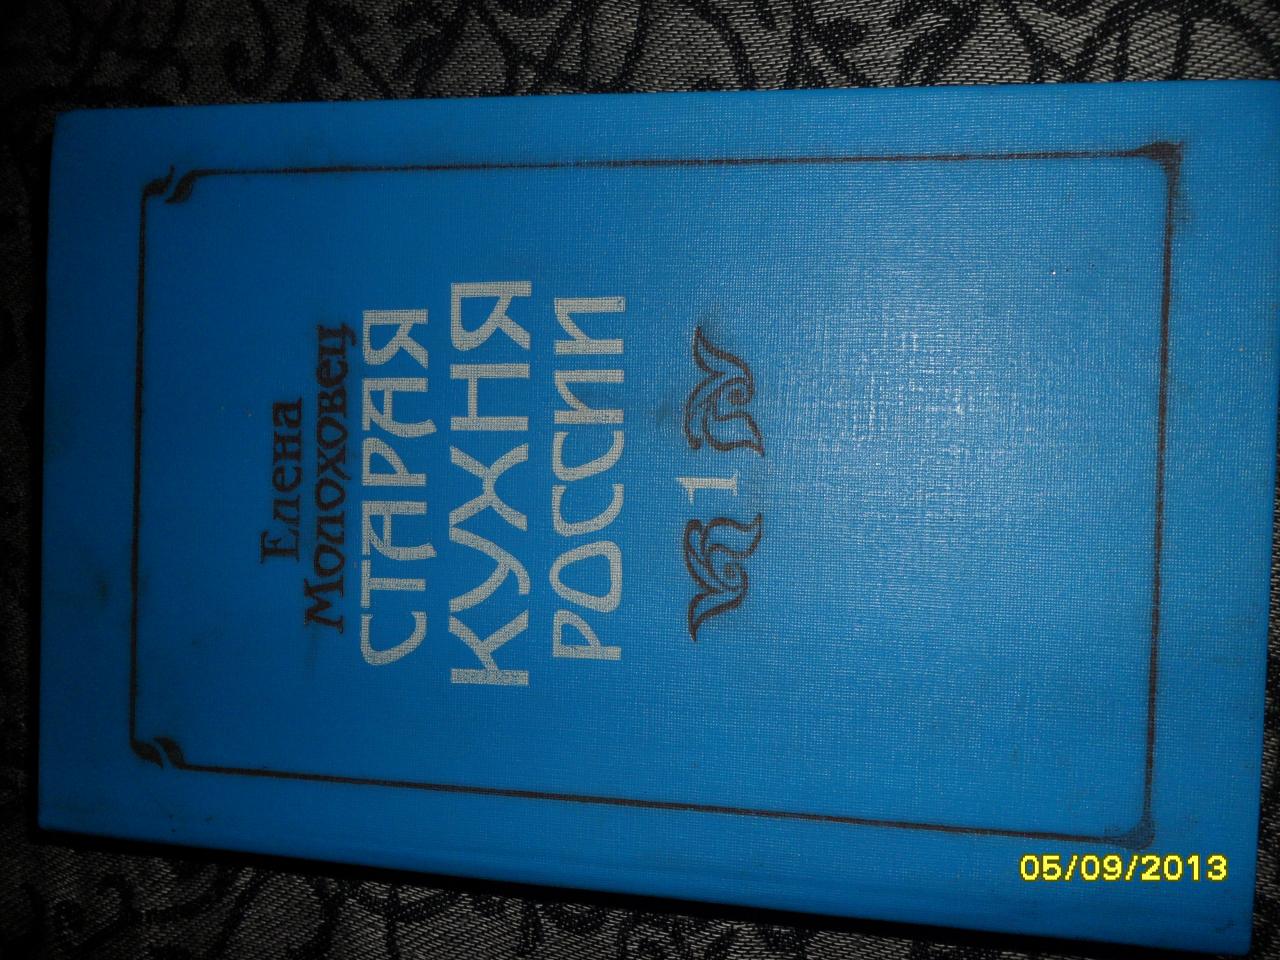 Елена
Молоховец
СТАРАЯ
КУХНЯ
РОССИИ
1
05/09/2013